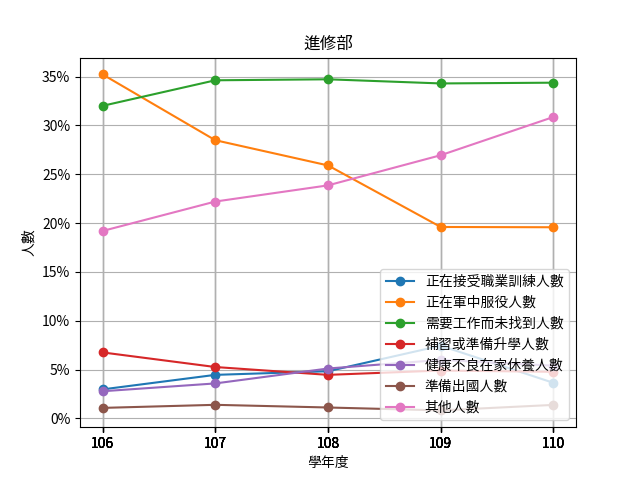 進修部
人數
35%
30%
25%
20%
15%
10%
5%
0%
正在接受職業訓練人數
正在軍中服役人數
需要工作而未找到人數
補習或準備升學人數
健康不良在家休養人數
準備出國人數
其他人數
106
107
108
109
110
學年度